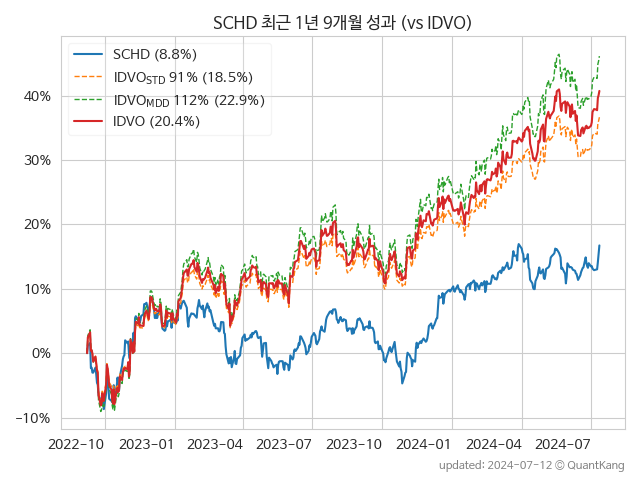 SCHD 최근 1년 9개월 성과 (vs IDVO)
SCHD (8.8%)
IDVO_STD 91% (18.5%)
IDVO_MDD 112% (22.9%)
IDVO (20.4%)
40%
30%
20%
10%
0%
−10%
2022-10 2023-01 2023-04 2023-07 2023-10 2024-01 2024-04 2024-07
updated: 2024-07-12 © QuantKang